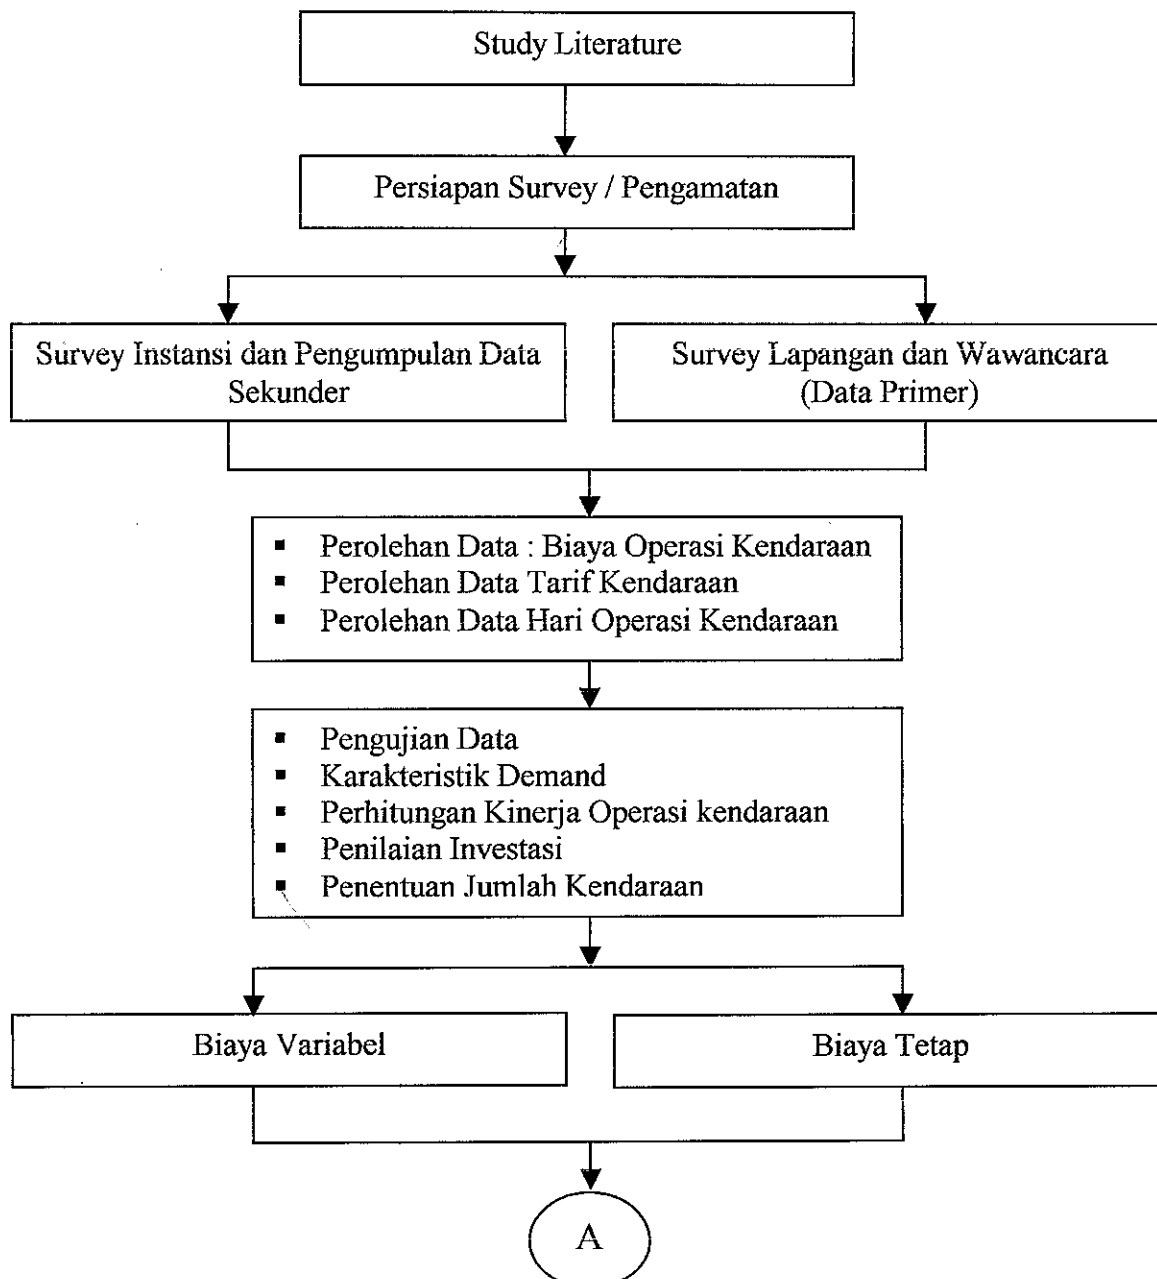 Study Literature
Persiapan Survey / Pengamatan
Survey Instansi dan Pengumpulan Data
Sekunder
Survey Lapangan dan Wawancara
(Data Primer)
▪ Perolehan Data : Biaya Operasi Kendaraan
▪ Perolehan Data Tarif Kendaraan
▪ Perolehan Data Hari Operasi Kendaraan
▪ Pengujian Data
▪ Karakteristik Demand
▪ Perhitungan Kinerja Operasi kendaraan
▪ Penilaian Investasi
▪ Penentuan Jumlah Kendaraan
Biaya Variabel
Biaya Tetap
A